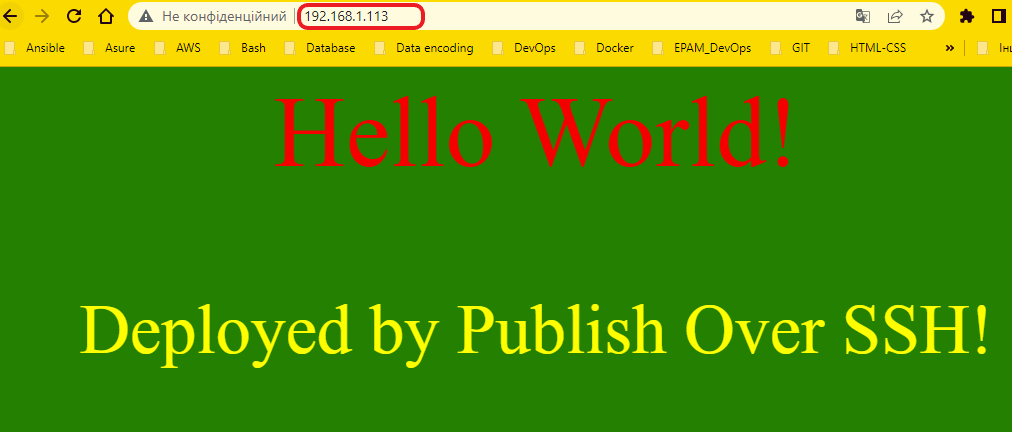 Не конфіденційний 192.168.1.113
Ansible Asure AWS Bash Database Data encoding DevOps Docker EPAM_DevOps GIT HTML-CSS » Інш
Hello World!
Deployed by Publish Over SSH!